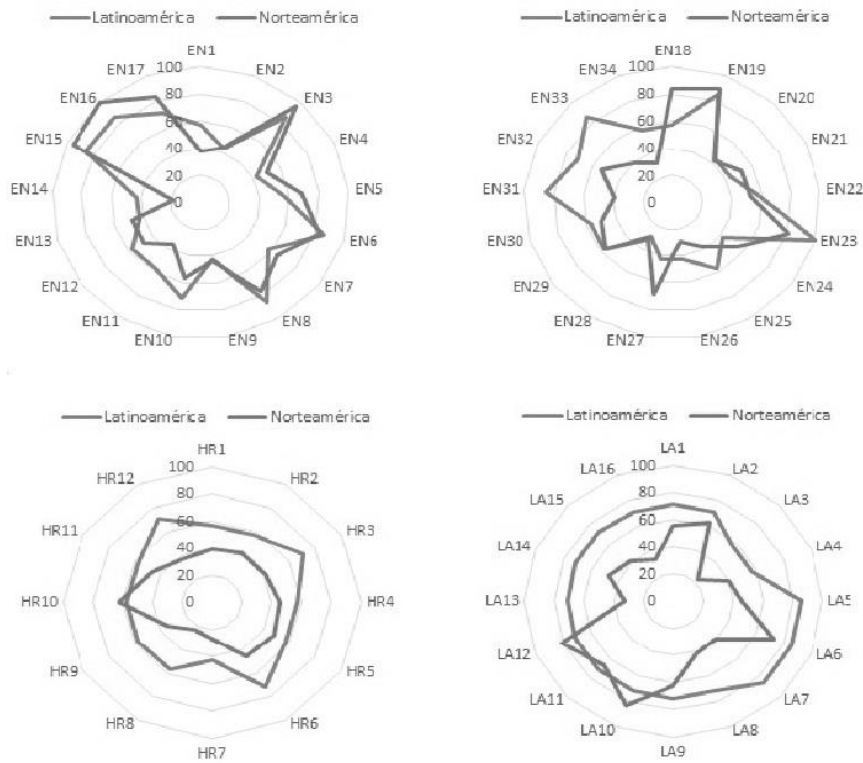 Latinoamérica Norteamérica
EN1
EN2
EN3
EN4
EN5
EN6
EN7
EN8
EN9
EN10
EN11
EN12
EN13
EN14
EN15
EN16
EN17
100
80
60
40
20
0
Latinoamérica Norteamérica
EN18
EN19
EN20
EN21
EN22
EN23
EN24
EN25
EN26
EN27
EN28
EN29
EN30
EN31
EN32
EN33
EN34
100
80
60
40
20
0
Latinoamérica Norteamérica
HR1
HR2
HR3
HR4
HR5
HR6
HR7
HR8
HR9
HR10
HR11
HR12
100
80
60
40
20
0
Latinoamérica Norteamérica
LA1
LA2
LA3
LA4
LA5
LA6
LA7
LA8
LA9
LA10
LA11
LA12
LA13
LA14
LA15
LA16
100
80
60
40
20
0